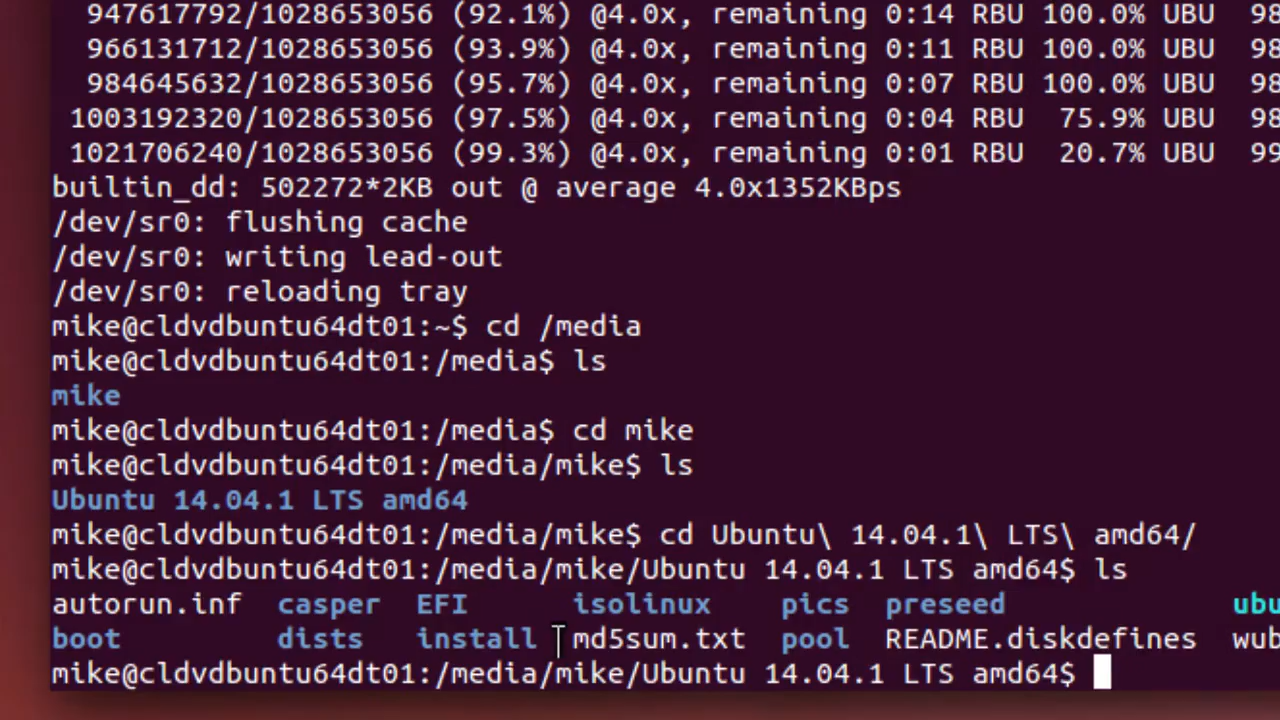 947617792/1028653056 (92.1%) @4.0x, remaining 0:14 RBU 100.0% UBU 98
966131712/1028653056 (93.9%) @4.0x, remaining 0:11 RBU 100.0% UBU 98
984645632/1028653056 (95.7%) @4.0x, remaining 0:07 RBU 100.0% UBU 98
1003192320/1028653056 (97.5%) @4.0x, remaining 0:04 RBU 75.9% UBU 98
1021706240/1028653056 (99.3%) @4.0x, remaining 0:01 RBU 20.7% UBU 99
builtin_dd: 502272*2KB out @ average 4.0x1352KBps
/dev/sr0: flushing cache
/dev/sr0: writing lead-out
/dev/sr0: reloading tray
mike@cldvdbuntu64dt01:~$ cd /media
mike@cldvdbuntu64dt01:/media$ ls
mike
mike@cldvdbuntu64dt01:/media$ cd mike
mike@cldvdbuntu64dt01:/media/mike$ ls
Ubuntu 14.04.1 LTS amd64
mike@cldvdbuntu64dt01:/media/mike$ cd Ubuntu\ 14.04.1\ LTS\ amd64/
mike@cldvdbuntu64dt01:/media/mike/Ubuntu 14.04.1 LTS amd64$ ls
autorun.inf casper EFI isolinux pics preseed ubu
boot dists install md5sum.txt pool README.diskdefines wub
mike@cldvdbuntu64dt01:/media/mike/Ubuntu 14.04.1 LTS amd64$